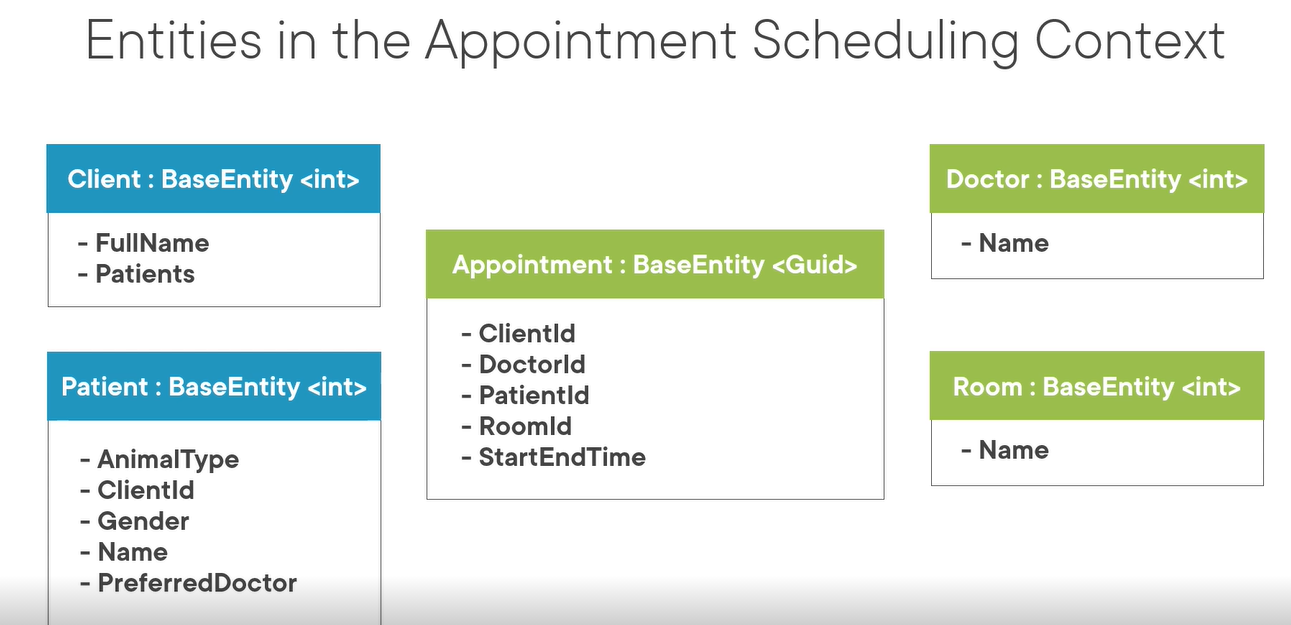 Entities in the Appointment Scheduling Context
Client : BaseEntity <int>
- FullName
- Patients
Patient : BaseEntity <int>
- AnimalType
- ClientId
- Gender
- Name
- PreferredDoctor
Appointment : BaseEntity <Guid>
- ClientId
- DoctorId
- PatientId
- RoomId
- StartEndTime
Doctor : BaseEntity <int>
- Name
Room : BaseEntity <int>
- Name